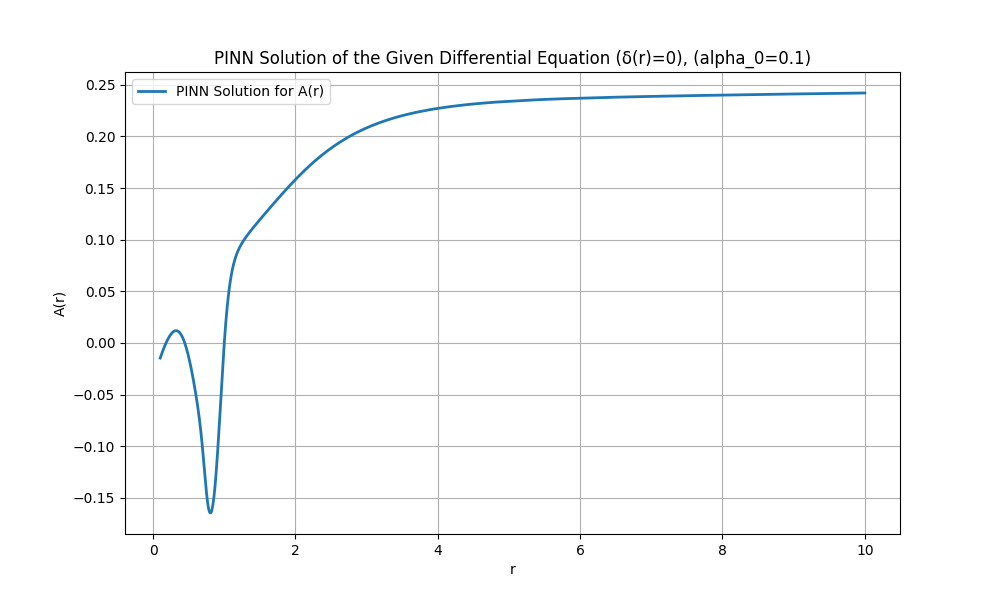 PINN Solution of the Given Differential Equation (δ(r)=0), (alpha_0=0.1)
PINN Solution for A(r)
A(r)
0.25
0.20
0.15
0.10
0.05
0.00
−0.05
−0.10
−0.15
0 2 4 6 8 10
r